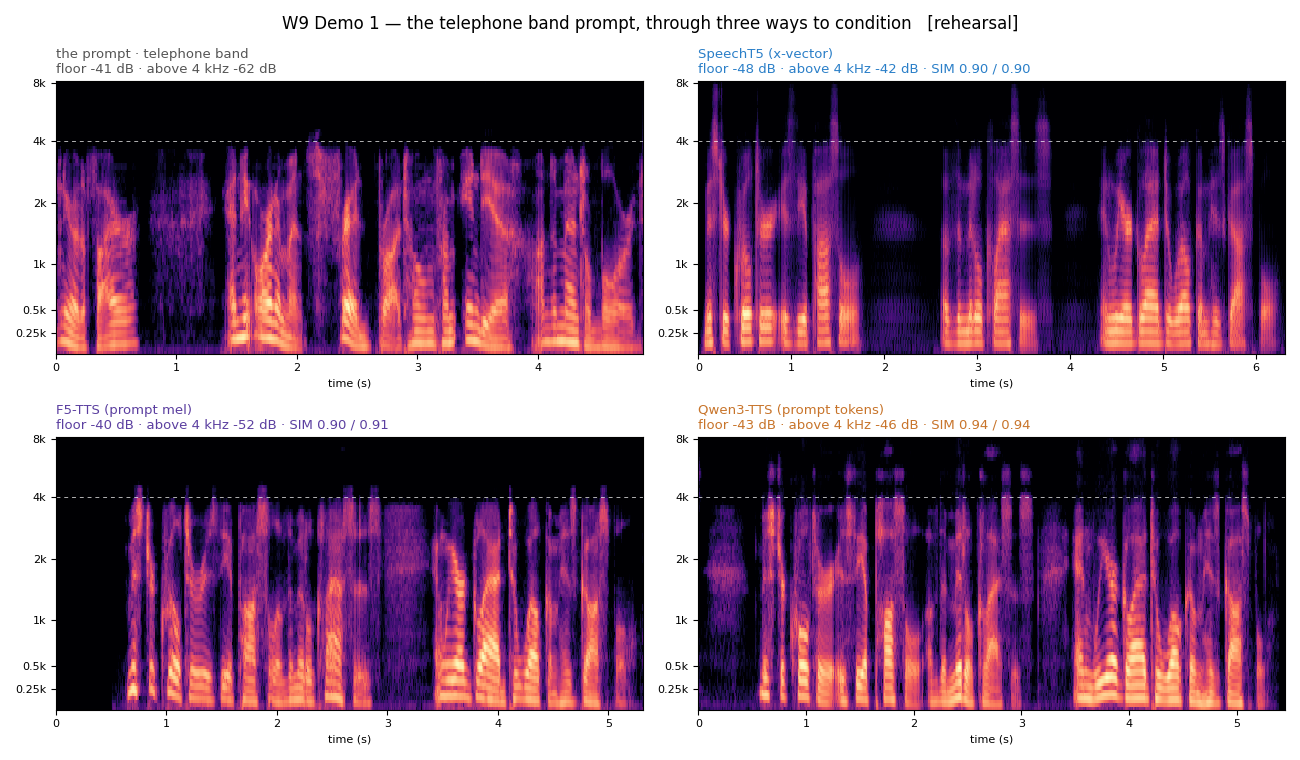 W9 Demo 1 — the telephone band prompt, through three ways to condition [rehearsal]
the prompt · telephone band
floor -41 dB · above 4 kHz -62 dB
8k
4k
2k
1k
0.5k
0.25k
0 1 2 3 4
time (s)
SpeechT5 (x-vector)
floor -48 dB · above 4 kHz -42 dB · SIM 0.90 / 0.90
8k
4k
2k
1k
0.5k
0.25k
0 1 2 3 4 5 6
time (s)
F5-TTS (prompt mel)
floor -40 dB · above 4 kHz -52 dB · SIM 0.90 / 0.91
8k
4k
2k
1k
0.5k
0.25k
0 1 2 3 4 5
time (s)
Qwen3-TTS (prompt tokens)
floor -43 dB · above 4 kHz -46 dB · SIM 0.94 / 0.94
8k
4k
2k
1k
0.5k
0.25k
0 1 2 3 4 5
time (s)